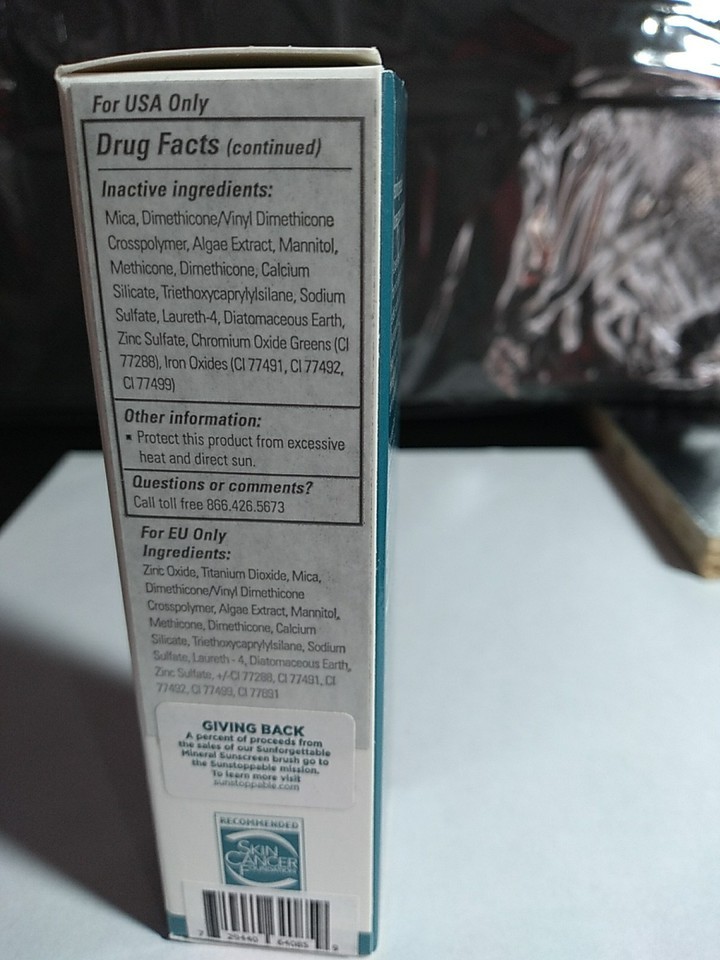 For USA Only
Drug Facts (continued)
Inactive ingredients:
Mica, Dimethicone/Vinyl Dimethicone
Crosspolymer, Algae Extract, Mannitol,
Methicone, Dimethicone, Calcium
Silicate, Triethoxycaprylylsilane, Sodium
Sulfate, Laureth-4, Diatomaceous Earth,
Zinc Sulfate, Chromium Oxide Greens (CI
77288), Iron Oxides (CI 77491, CI 77492,
CI 77499)
Other information:
▪ Protect this product from excessive
heat and direct sun.
Questions or comments?
Call toll free 866.426.5673
For EU Only
Ingredients:
Zinc Oxide, Titanium Dioxide, Mica,
Dimethicone/Vinyl Dimethicone
Crosspolymer, Algae Extract, Mannitol,
Methicone, Dimethicone, Calcium
Silicate, Triethoxycaprylylsilane, Sodium
Sulfate, Laureth - 4, Diatomaceous Earth,
Zinc Sulfate, +/-CI 77288, CI 77491, CI
77492, CI 77499, CI 77891
GIVING BACK
A percent of proceeds from
the sales of our Sunforgettable
Mineral Sunscreen brush go to
the Sunstoppable mission.
To learn more visit
sunstoppable.com
RECOMMENDED
SKIN
CANCER
FOUNDATION
7 9